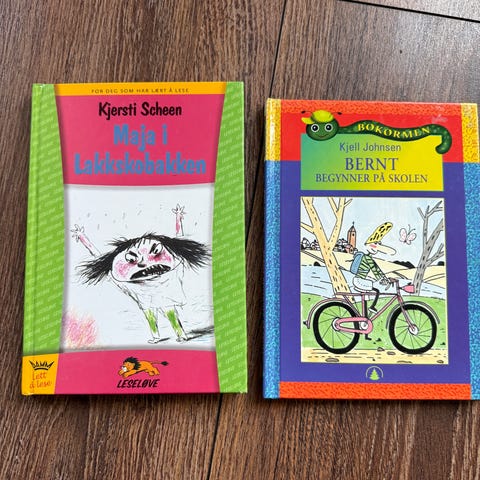 FOR DEG SOM HAR LÆRT Å LESE
Kjersti Scheen
Maja i
Lakkskobakken
Lett
å lese
LESELØVE
BOKORMEN
Kjell Johnsen
BERNT
BEGYNNER PÅ SKOLEN